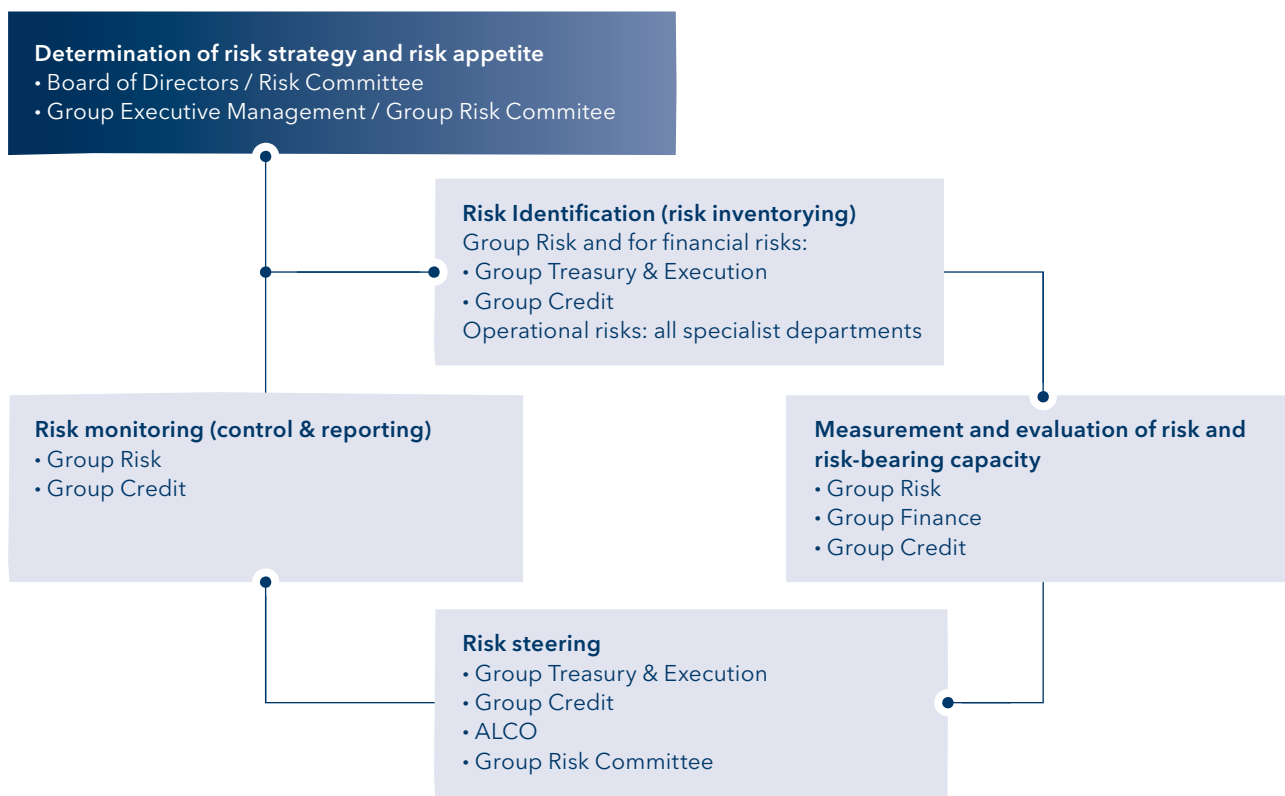 Determination of risk strategy and risk appetite
• Board of Directors / Risk Committee
• Group Executive Management / Group Risk Commitee
Risk Identification (risk inventorying)
Group Risk and for financial risks:
• Group Treasury & Execution
• Group Credit
Operational risks: all specialist departments
Risk monitoring (control & reporting)
• Group Risk
• Group Credit
Measurement and evaluation of risk and
risk-bearing capacity
• Group Risk
• Group Finance
• Group Credit
Risk steering
• Group Treasury & Execution
• Group Credit
• ALCO
• Group Risk Committee